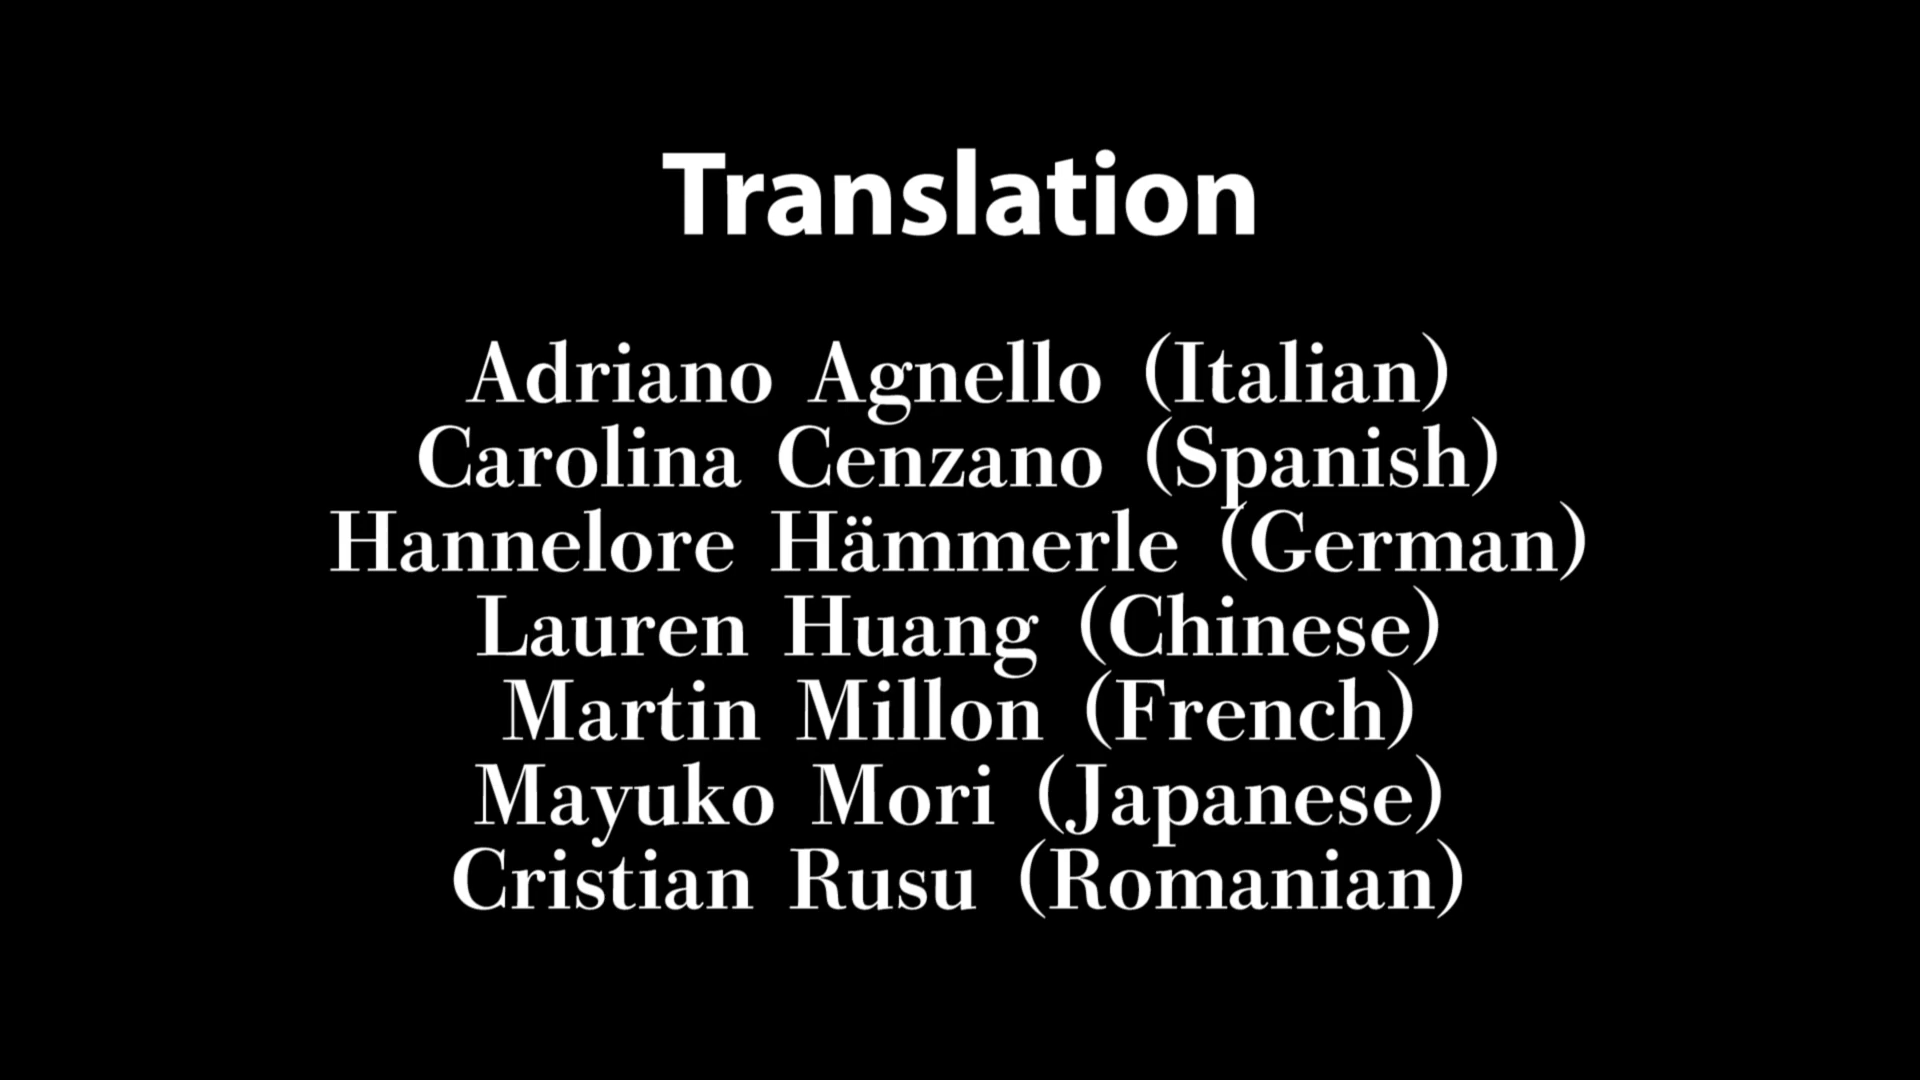 Translation
Adriano Agnello (Italian)
Carolina Cenzano (Spanish)
Hannelore Hämmerle (German)
Lauren Huang (Chinese)
Martin Millon (French)
Mayuko Mori (Japanese)
Cristian Rusu (Romanian)